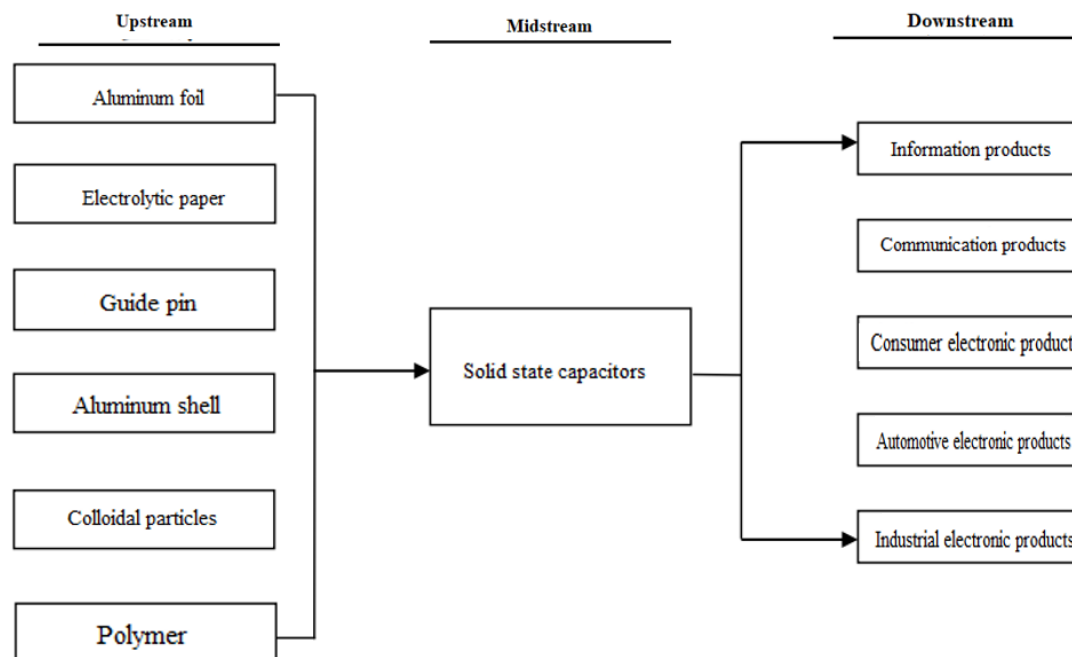 Upstream
Midstream
Downstream
Aluminum foil
Electrolytic paper
Guide pin
Aluminum shell
Colloidal particles
Polymer
Solid state capacitors
Information products
Communication products
Consumer electronic product
Automotive electronic products
Industrial electronic products